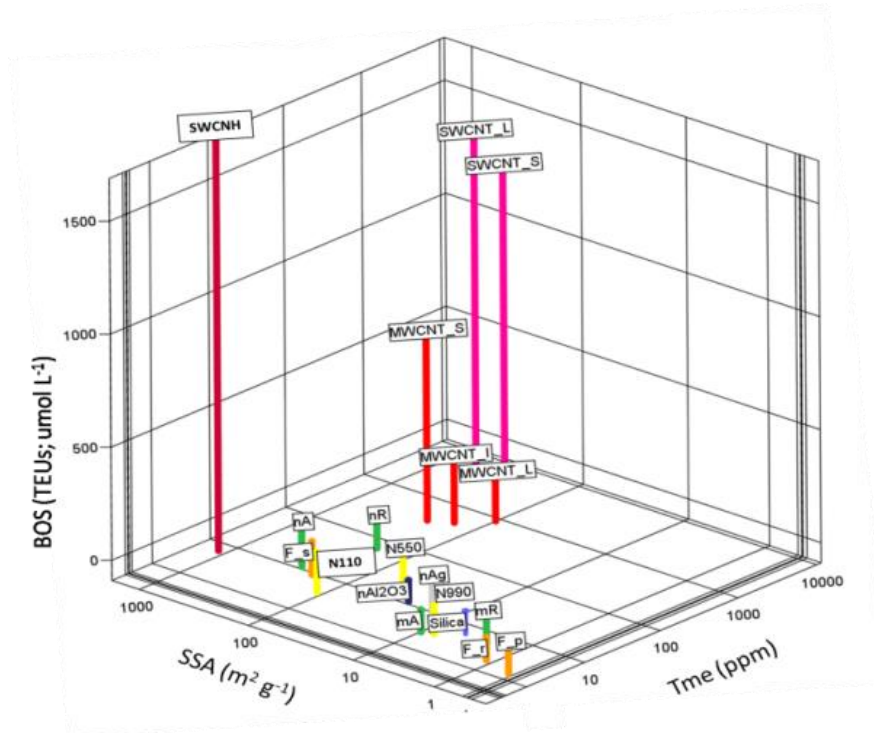 SWCNH
SWCNT_L
SWCNT_S
1500
MWCNT_S
1000
BOS (TEUs; umol L-1)
500
MWCNT_I
MWCNT_L
nA
nR
0
F_s
N110
N550
nAg
nAl2O3
N990
1000
mA
Silica
mR
10000
100
F_r
F_p
1000
SSA (m2 g-1)
10
100
Tme (ppm)
10
1